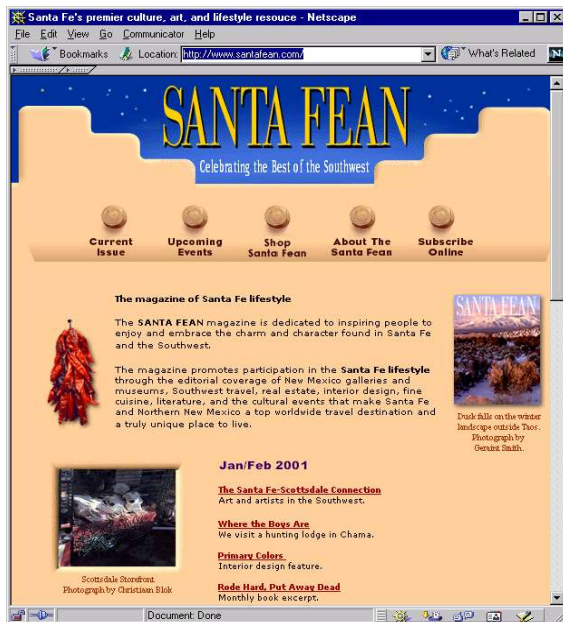 Santa Fe's premier culture, art, and lifestyle resouce - Netscape
File Edit View Go Communicator Help
Bookmarks Location: http://www.santafean.com/ What's Related
SANTA FEAN
Celebrating the Best of the Southwest
Current Issue
Upcoming Events
Shop Santa Fean
About The Santa Fean
Subscribe Online
The magazine of Santa Fe lifestyle
The SANTA FEAN magazine is dedicated to inspiring people to
enjoy and embrace the charm and character found in Santa Fe
and the Southwest.
The magazine promotes participation in the Santa Fe lifestyle
through the editorial coverage of New Mexico galleries and
museums, Southwest travel, real estate, interior design, fine
cuisine, literature, and the cultural events that make Santa Fe
and Northern New Mexico a top worldwide travel destination and
a truly unique place to live.
SANTA FEAN
Dusk falls on the winter
landscape outside Taos.
Photograph by
Geraint Smith.
Scottsdale Storefront
Photograph by Christiaan Blok
Jan/Feb 2001
The Santa Fe-Scottsdale Connection
Art and artists in the Southwest.
Where the Boys Are
We visit a hunting lodge in Chama.
Primary Colors
Interior design feature.
Rode Hard, Put Away Dead
Monthly book excerpt.
Document: Done